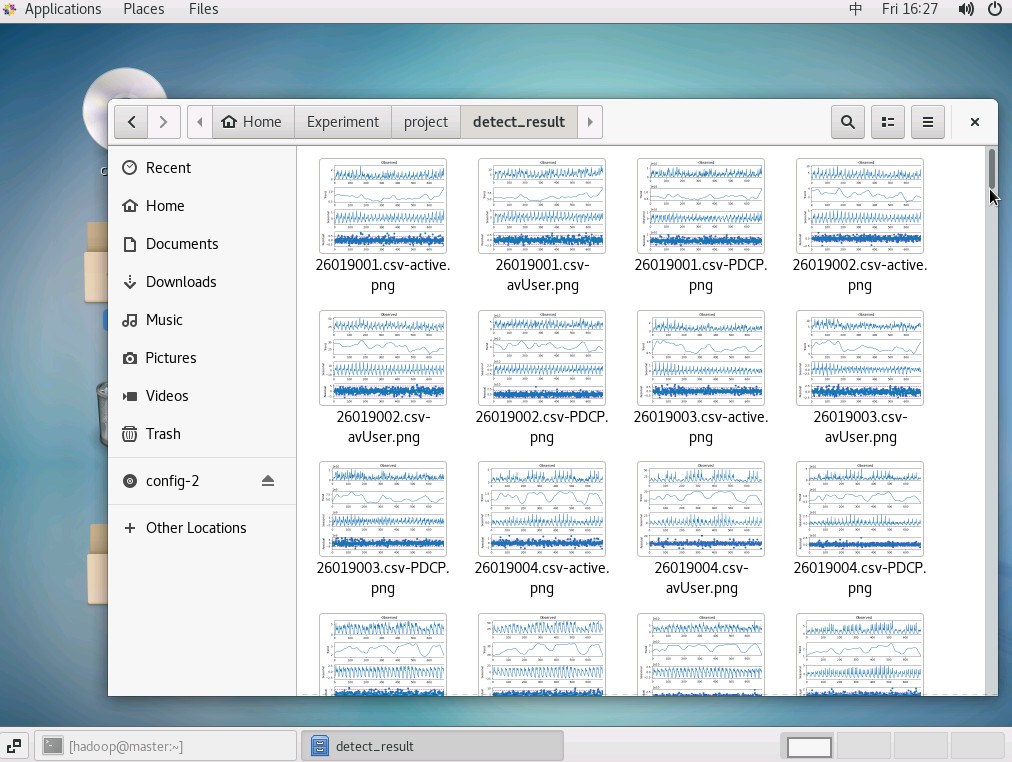 Applications Places Files 中 Fri 16:27
Home Experiment project detect_result
Recent
Home
Documents
Downloads
Music
Pictures
Videos
Trash
config-2
Other Locations
26019001.csv-active.
png
26019001.csv-
avUser.png
26019001.csv-PDCP.
png
26019002.csv-active.
png
26019002.csv-
avUser.png
26019002.csv-PDCP.
png
26019003.csv-active.
png
26019003.csv-
avUser.png
26019003.csv-PDCP.
png
26019004.csv-active.
png
26019004.csv-
avUser.png
26019004.csv-PDCP.
png
[hadoop@master:~] detect_result